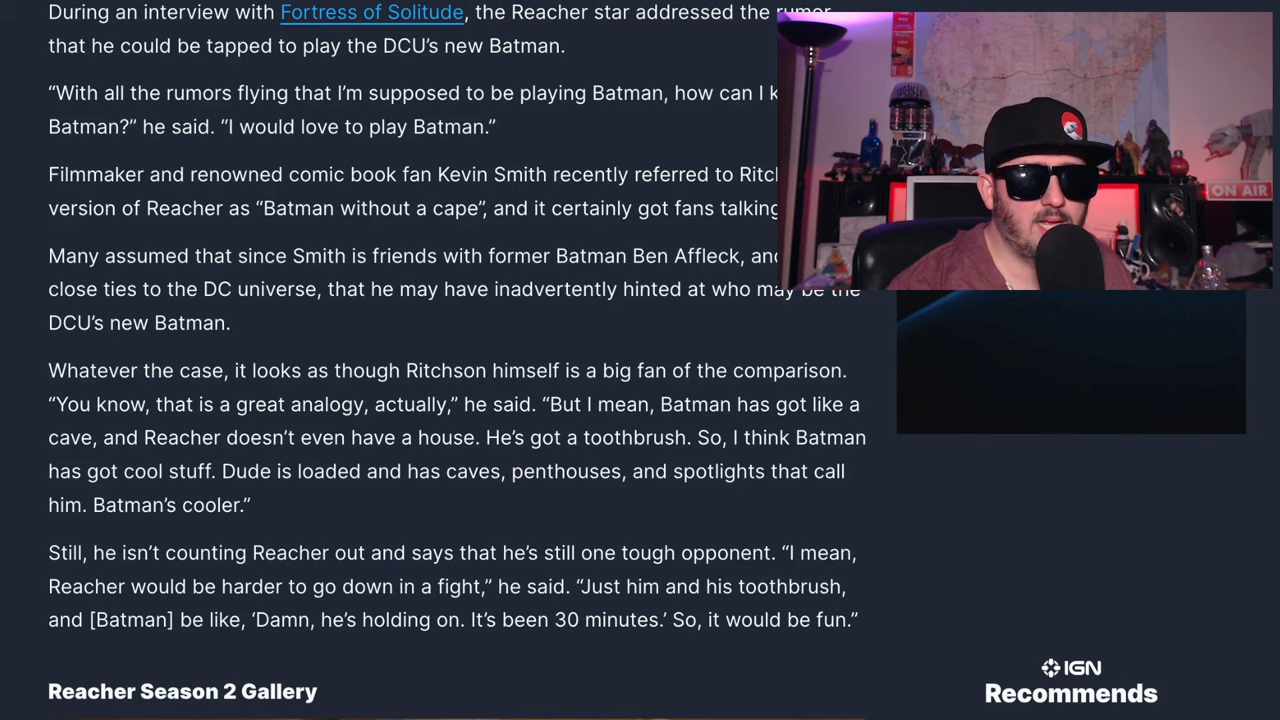 During an interview with Fortress of Solitude, the Reacher star addressed the rumor
that he could be tapped to play the DCU’s new Batman.
“With all the rumors flying that I’m supposed to be playing Batman, how can I
Batman?” he said. “I would love to play Batman.”
Filmmaker and renowned comic book fan Kevin Smith recently referred to
version of Reacher as “Batman without a cape”, and it certainly got fans talking
Many assumed that since Smith is friends with former Batman Ben Affleck, and
close ties to the DC universe, that he may have inadvertently hinted at who may be the
DCU’s new Batman.
Whatever the case, it looks as though Ritchson himself is a big fan of the comparison.
“You know, that is a great analogy, actually,” he said. “But I mean, Batman has got like a
cave, and Reacher doesn’t even have a house. He’s got a toothbrush. So, I think Batman
has got cool stuff. Dude is loaded and has caves, penthouses, and spotlights that call
him. Batman’s cooler.”
Still, he isn’t counting Reacher out and says that he’s still one tough opponent. “I mean,
Reacher would be harder to go down in a fight,” he said. “Just him and his toothbrush,
and [Batman] be like, ‘Damn, he’s holding on. It’s been 30 minutes.’ So, it would be fun.”
Reacher Season 2 Gallery
ON AIR
IGN
Recommends